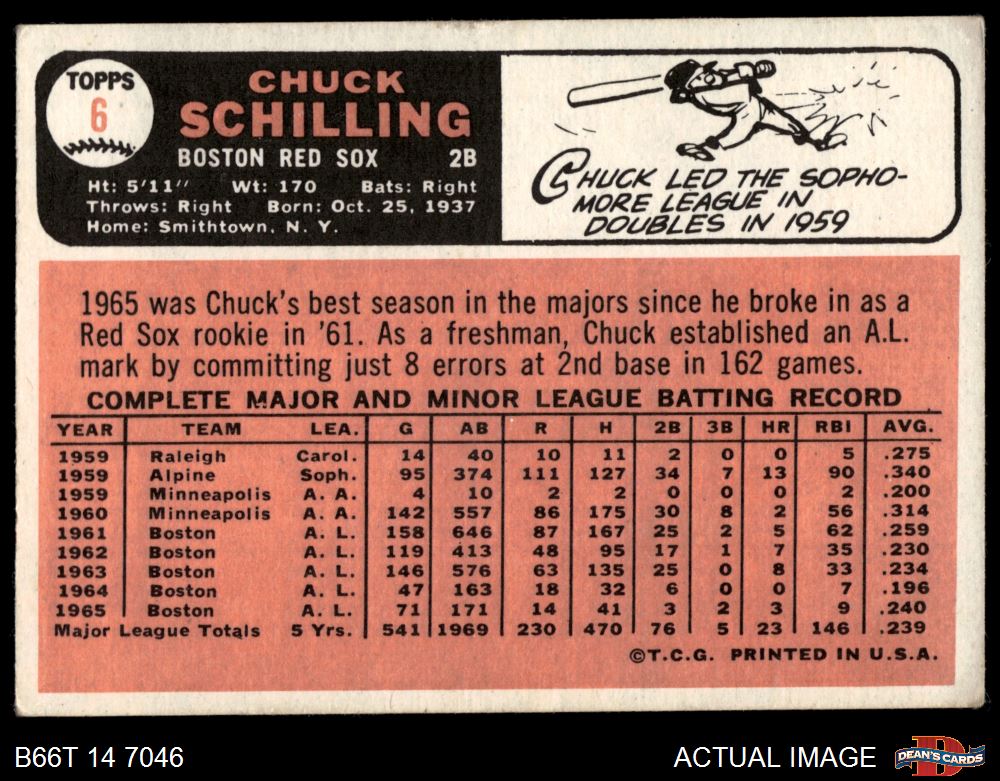 TOPPS
6
CHUCK
SCHILLING
BOSTON RED SOX 2B
Ht: 5'11" Wt: 170 Bats: Right
Throws: Right Born: Oct. 25, 1937
Home: Smithtown, N. Y.
CHUCK LED THE SOPHO-
MORE LEAGUE IN
DOUBLES IN 1959
1965 was Chuck's best season in the majors since he broke in as a
Red Sox rookie in '61. As a freshman, Chuck established an A.L.
mark by committing just 8 errors at 2nd base in 162 games.
COMPLETE MAJOR AND MINOR LEAGUE BATTING RECORD
YEAR TEAM LEA. G AB R H 2B 3B HR RBI AVG.
1959 Raleigh Carol. 14 40 10 11 2 0 0 5 .275
1959 Alpine Soph. 95 374 111 127 34 7 13 90 .340
1959 Minneapolis A. A. 4 10 2 2 0 0 0 2 .200
1960 Minneapolis A. A. 142 557 86 175 30 8 2 56 .314
1961 Boston A. L. 158 646 87 167 25 2 5 62 .259
1962 Boston A. L. 119 413 48 95 17 1 7 35 .230
1963 Boston A. L. 146 576 63 135 25 0 8 33 .234
1964 Boston A. L. 47 163 18 32 6 0 0 7 .196
1965 Boston A. L. 71 171 14 41 3 2 3 9 .240
Major League Totals 5 Yrs. 541 1969 230 470 76 5 23 146 .239
©T.C.G. PRINTED IN U.S.A.
B66T 14 7046
ACTUAL IMAGE
DEAN'S CARDS